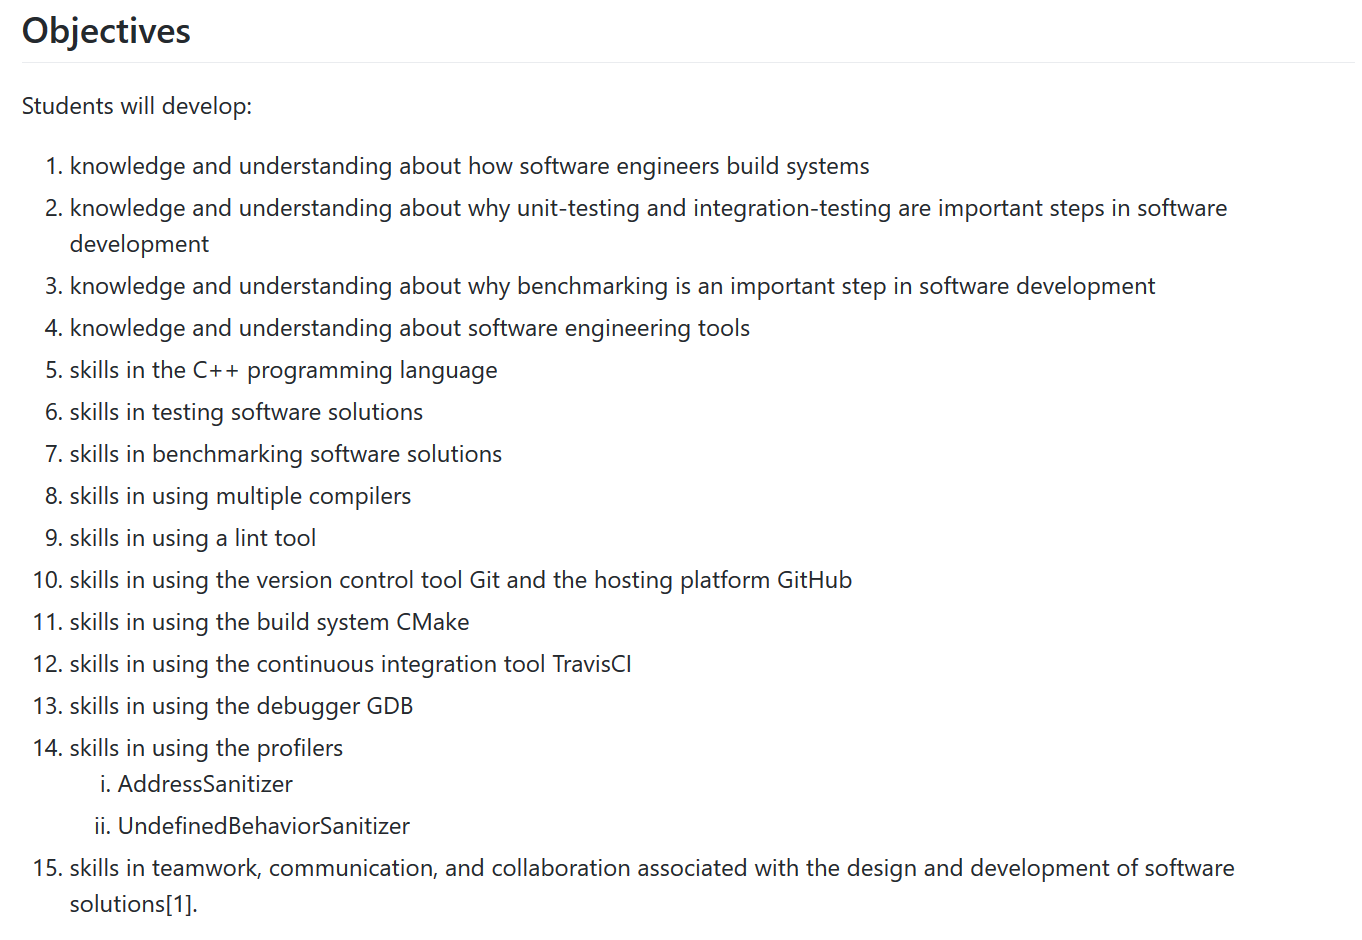 Objectives
Students will develop:
1. knowledge and understanding about how software engineers build systems
2. knowledge and understanding about why unit-testing and integration-testing are important steps in software
development
3. knowledge and understanding about why benchmarking is an important step in software development
4. knowledge and understanding about software engineering tools
5. skills in the C++ programming language
6. skills in testing software solutions
7. skills in benchmarking software solutions
8. skills in using multiple compilers
9. skills in using a lint tool
10. skills in using the version control tool Git and the hosting platform GitHub
11. skills in using the build system CMake
12. skills in using the continuous integration tool TravisCI
13. skills in using the debugger GDB
14. skills in using the profilers
i. AddressSanitizer
ii. UndefinedBehaviorSanitizer
15. skills in teamwork, communication, and collaboration associated with the design and development of software
solutions[1].